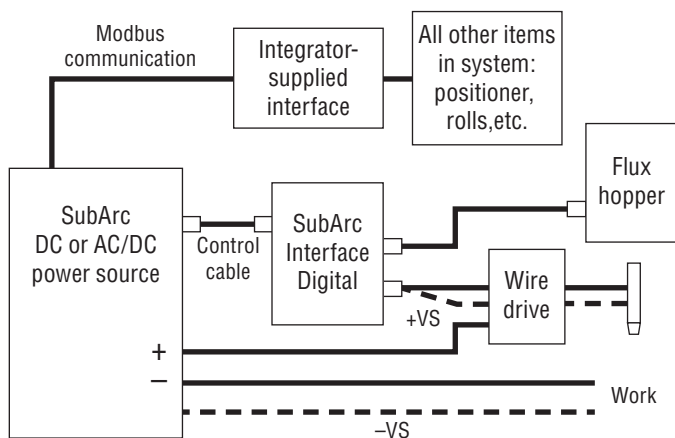 Modbus
communication
Integrator-
supplied
interface
All other items
in system:
positioner,
rolls,etc.
Flux
hopper
SubArc
DC or AC/DC
power source
Control
cable
SubArc
Interface
Digital
Wire
drive
+VS
+
–
Work
–VS